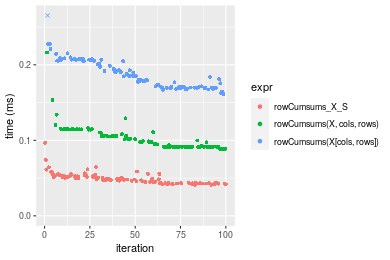 0.2
0.1
0.0
time (ms)
0
25
50
75
100
iteration
expr
rowCumsums_X_S
rowCumsums(X, cols, rows)
rowCumsums(X[cols, rows])